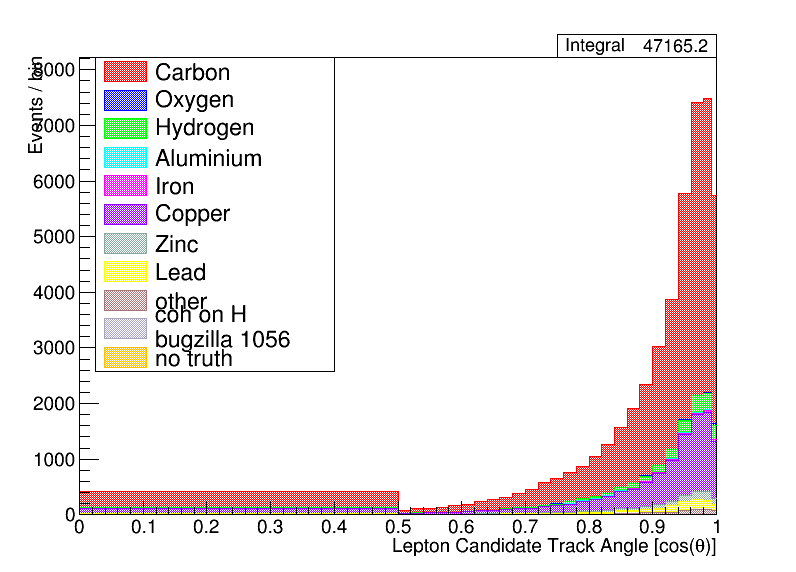 Integral 47165.2
Events / bin
8000
7000
6000
5000
4000
3000
2000
1000
0
Carbon
Oxygen
Hydrogen
Aluminium
Iron
Copper
Zinc
Lead
other
coh on H
bugzilla 1056
no truth
0 0.1 0.2 0.3 0.4 0.5 0.6 0.7 0.8 0.9 1
Lepton Candidate Track Angle [cos(θ)]